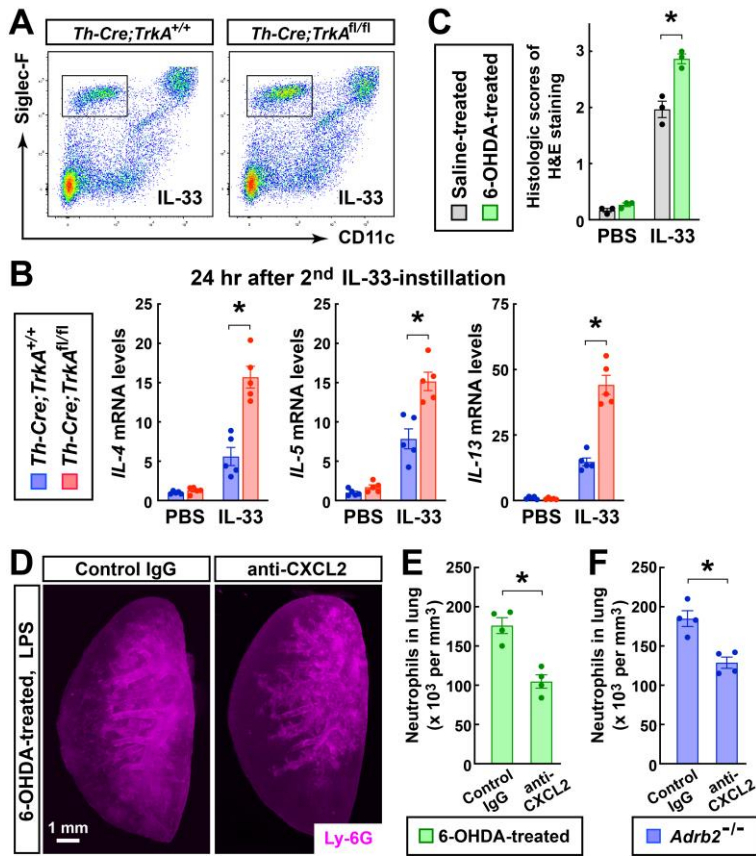 A
Th-Cre;TrkA+/+
Th-Cre;TrkAfl/fl
Siglec-F
IL-33
IL-33
CD11c
C
Saline-treated
6-OHDA-treated
Histologic scores of
H&E staining
3
2
1
0
*
PBS
IL-33
B
24 hr after 2nd IL-33-instillation
Th-Cre;TrkA+/+
Th-Cre;TrkAfl/fl
IL-4 mRNA levels
25
20
15
10
5
0
*
PBS
IL-33
IL-5 mRNA levels
25
20
15
10
5
0
*
PBS
IL-33
IL-13 mRNA levels
75
50
25
0
*
PBS
IL-33
D
Control IgG
anti-CXCL2
6-OHDA-treated, LPS
1 mm
Ly-6G
E
Neutrophils in lung
(x 103 per mm3)
250
200
150
100
50
0
*
Control
IgG
anti-
CXCL2
6-OHDA-treated
F
Neutrophils in lung
(x 103 per mm3)
250
200
150
100
50
0
*
Control
IgG
anti-
CXCL2
Adrb2-/-